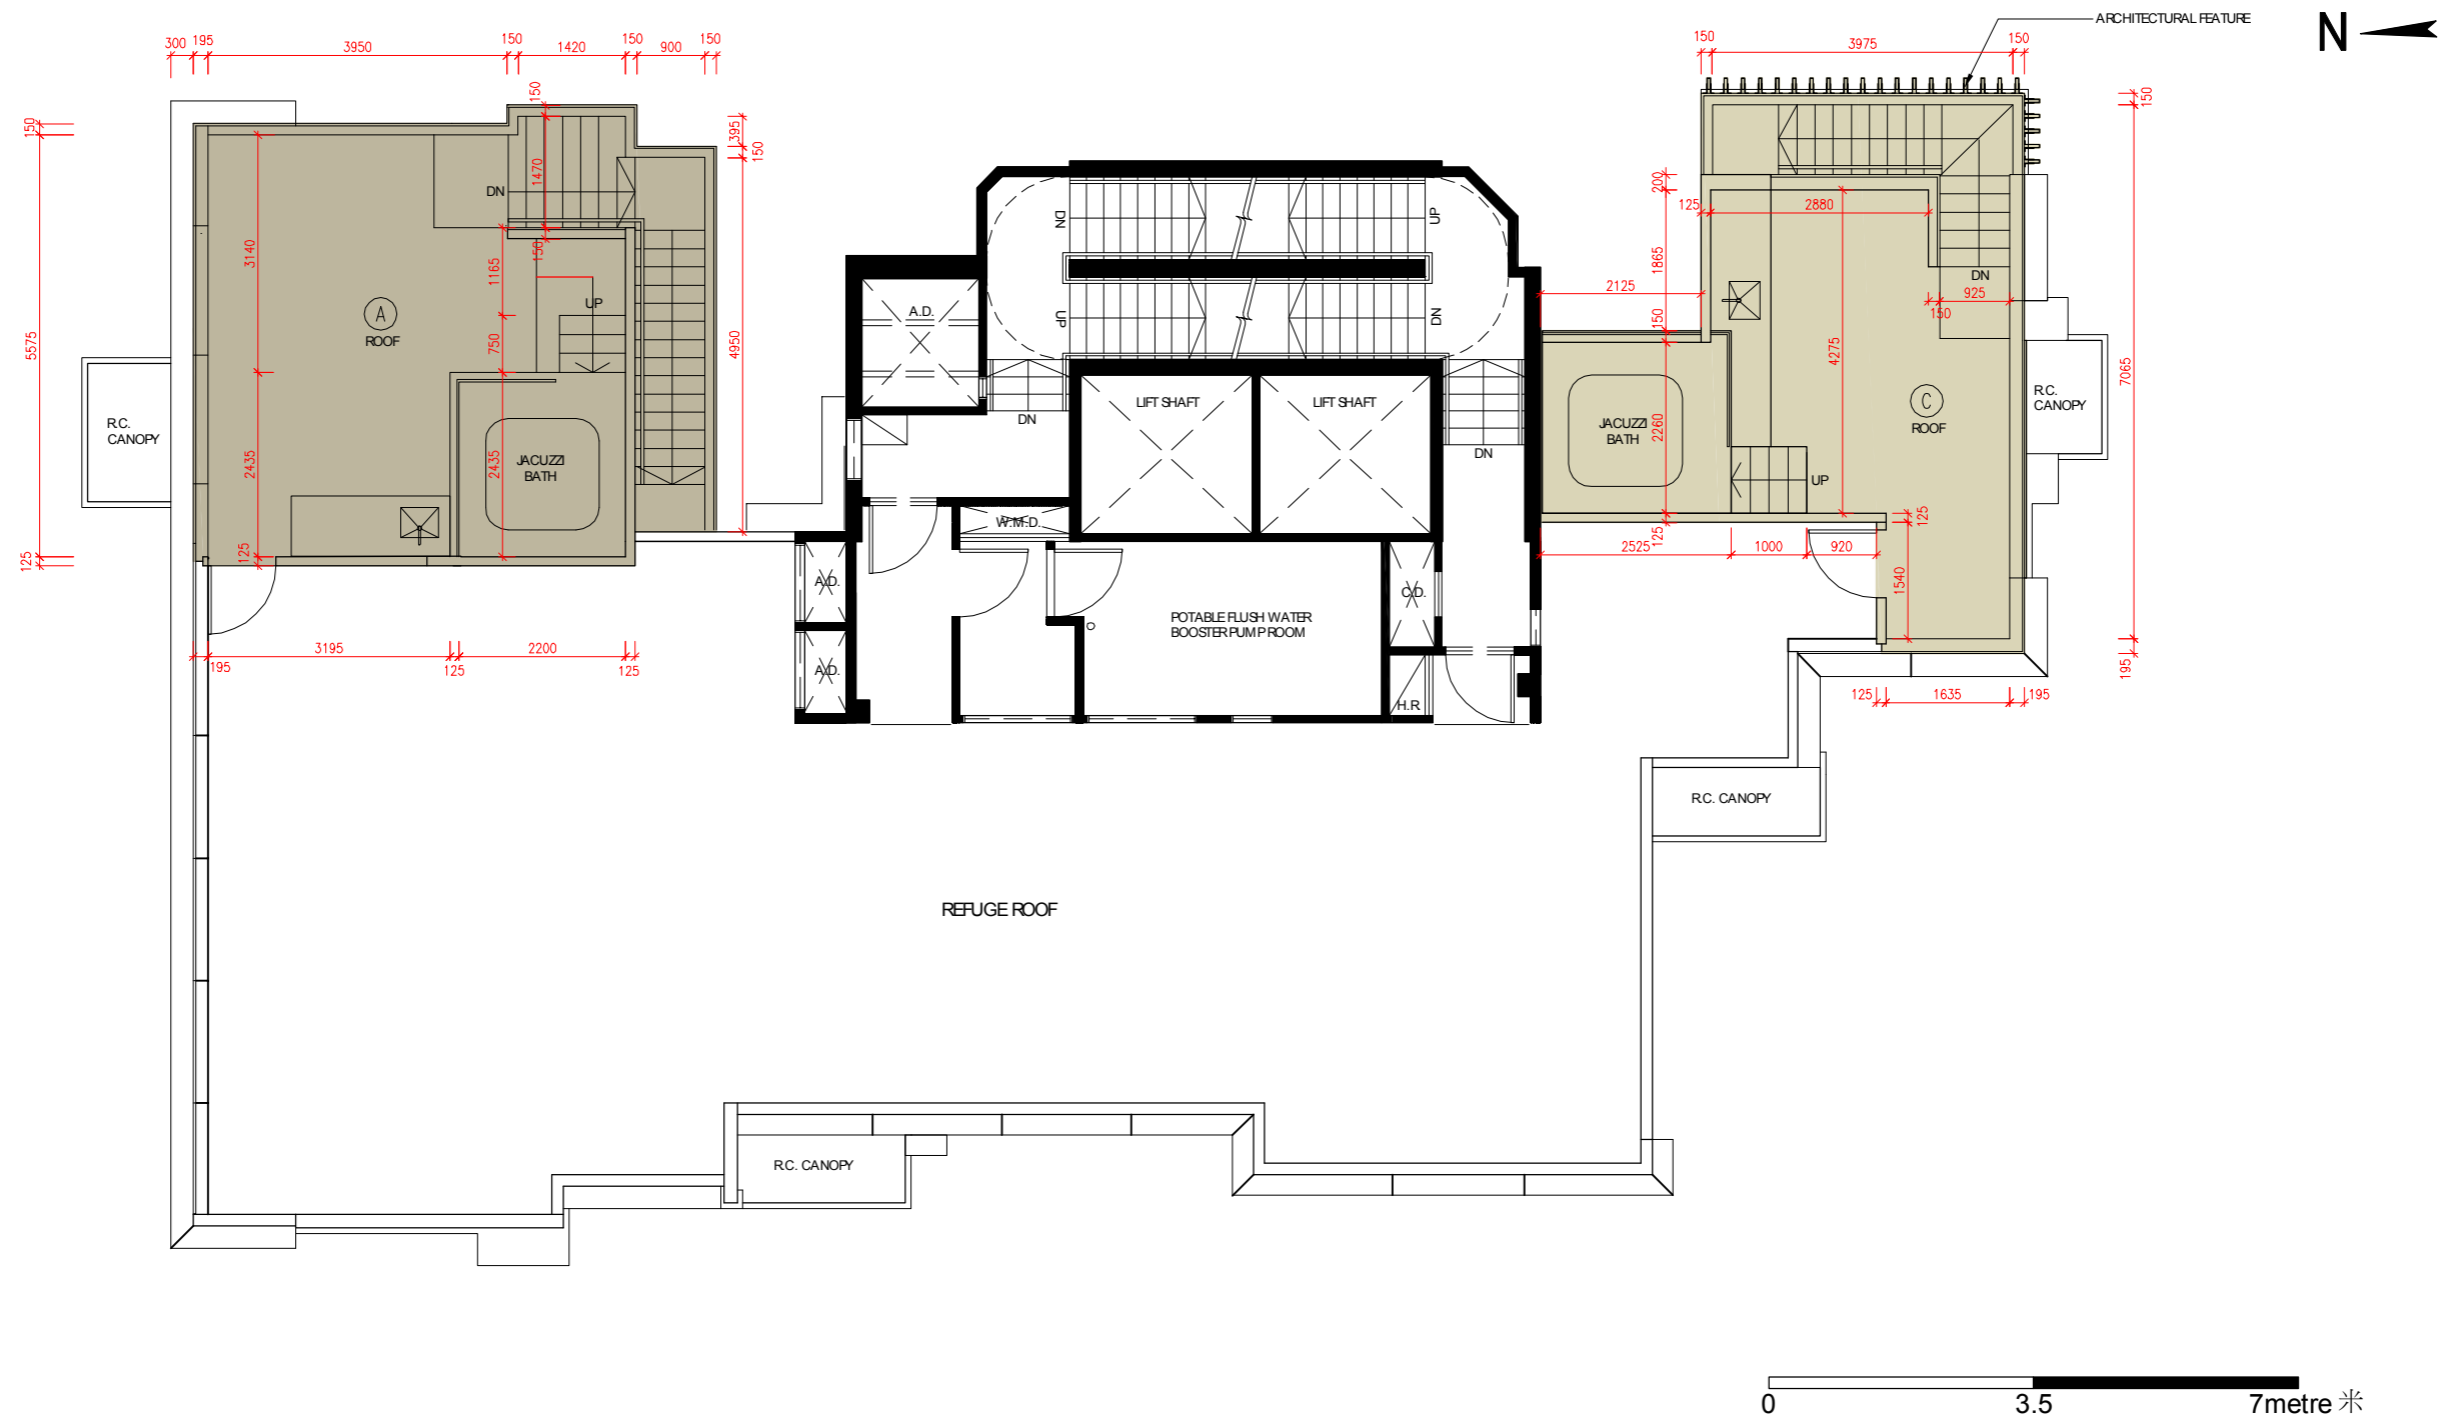 ARCHITECTURAL FEATURE
N
300 195 3950 150 1420 150 900 150
150 3975 150
150
150
150
395
150
1470
DN
3140
1165
150
UP
750
4950
5575
A
ROOF
R.C.
CANOPY
2435
2435
JACUZZI
BATH
125
125
195 3195 125 2200 125
DN
UP
UP
DN
A.D.
LIFT SHAFT
LIFT SHAFT
DN
DN
W.M.D.
A.D.
A.D.
C.D.
POTABLE FLUSH WATER
BOOSTER PUMP ROOM
H.R
200
125 2880
1865
2125
150
4275
DN
925
150
7065
C
ROOF
R.C.
CANOPY
JACUZZI
BATH
2260
UP
125
125
2525 1000 920
1540
195
125 1635 195
R.C. CANOPY
REFUGE ROOF
R.C. CANOPY
0 3.5 7metre 米